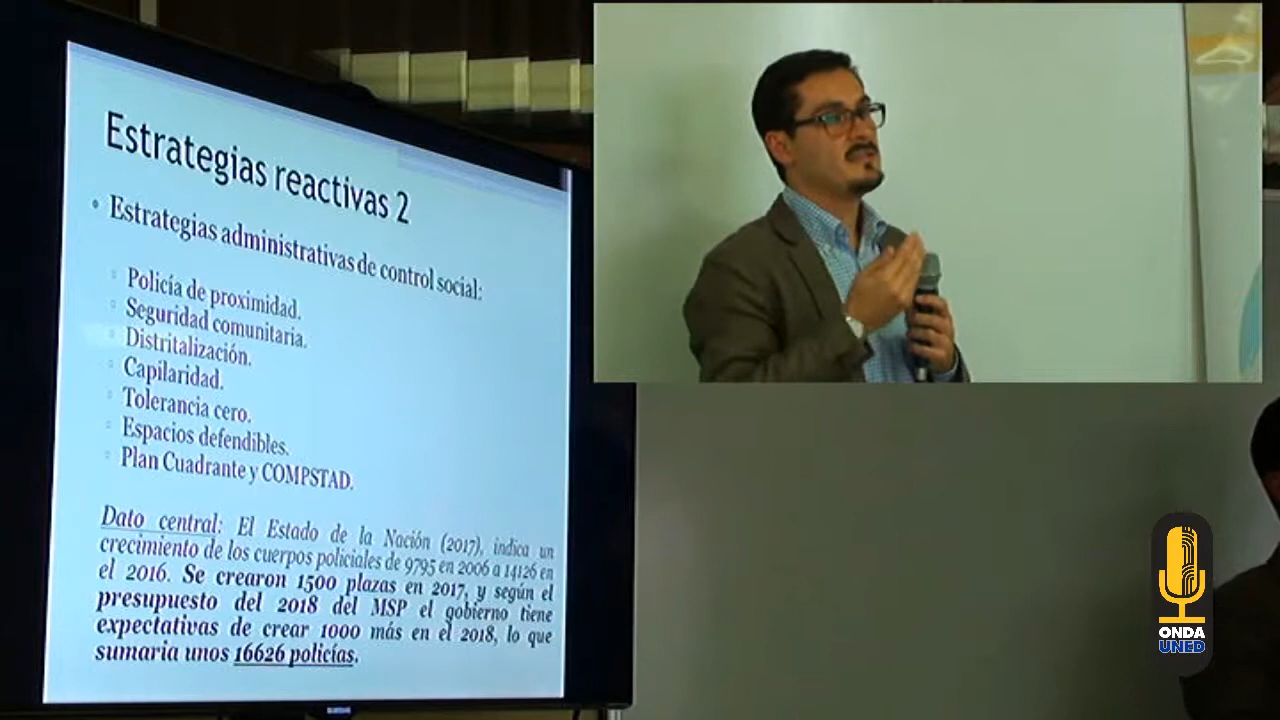 Estrategias reactivas 2
• Estrategias administrativas de control social:
▫ Policía de proximidad.
▫ Seguridad comunitaria.
▫ Distritalización.
▫ Capilaridad.
▫ Tolerancia cero.
▫ Espacios defendibles.
▫ Plan Cuadrante y COMPSTAD.
Dato central: El Estado de la Nación (2017), indica un
crecimiento de los cuerpos policiales de 9795 en 2006 a 14126 en
el 2016. Se crearon 1500 plazas en 2017, y según el
presupuesto del 2018 del MSP el gobierno tiene
expectativas de crear 1000 más en el 2018, lo que
sumaria unos 16626 policías.
ONDA
UNED